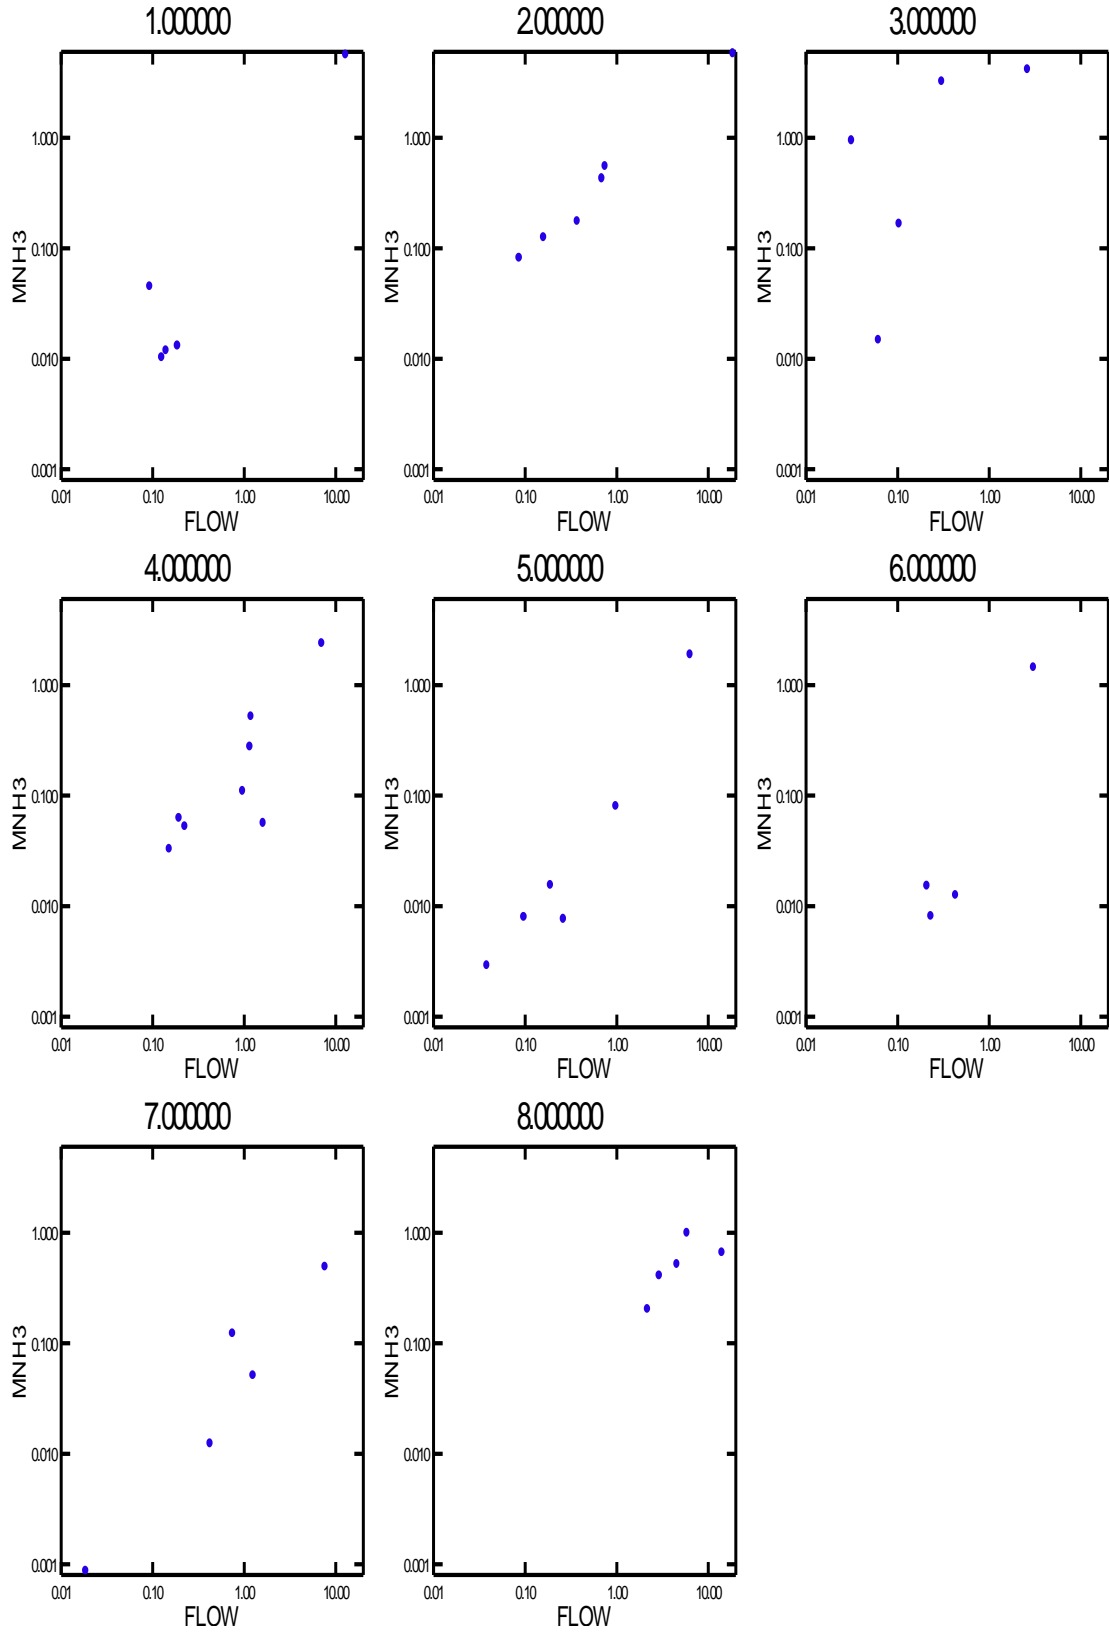 1.000000 2.000000 3.000000
MNH3 MNH3 MNH3
1.000 1.000 1.000
0.100 0.100 0.100
0.010 0.010 0.010
0.001 0.001 0.001
0.01 0.10 1.00 10.00 0.01 0.10 1.00 10.00 0.01 0.10 1.00 10.00
FLOW FLOW FLOW
4.000000 5.000000 6.000000
MNH3 MNH3 MNH3
1.000 1.000 1.000
0.100 0.100 0.100
0.010 0.010 0.010
0.001 0.001 0.001
0.01 0.10 1.00 10.00 0.01 0.10 1.00 10.00 0.01 0.10 1.00 10.00
FLOW FLOW FLOW
7.000000 8.000000
MNH3 MNH3
1.000 1.000
0.100 0.100
0.010 0.010
0.001 0.001
0.01 0.10 1.00 10.00 0.01 0.10 1.00 10.00
FLOW FLOW